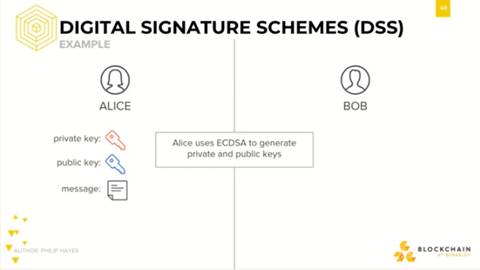 DIGITAL SIGNATURE SCHEMES (DSS)
EXAMPLE
ALICE
BOB
private key:
public key:
message:
Alice uses ECDSA to generate
private and public keys
AUTHOR: PHILIP HAYES
BLOCKCHAIN
AT BERKELEY